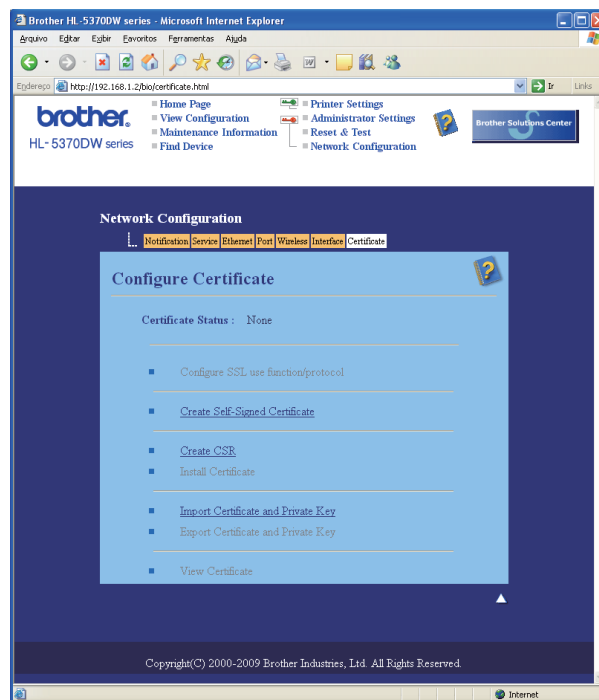 Brother HL-5370DW series - Microsoft Internet Explorer
Arquivo Editar Exibir Favoritos Ferramentas Ajuda
Endereço http://192.168.1.2/bio/certificate.html Ir Links
brother.
HL-5370DW series
Home Page
View Configuration
Maintenance Information
Find Device
Printer Settings
Administrator Settings
Reset & Test
Network Configuration
Brother Solutions Center
Network Configuration
Notification Service Ethernet Port Wireless Interface Certificate
Configure Certificate
Certificate Status : None
Configure SSL use function/protocol
Create Self-Signed Certificate
Create CSR
Install Certificate
Import Certificate and Private Key
Export Certificate and Private Key
View Certificate
Copyright(C) 2000-2009 Brother Industries, Ltd. All Rights Reserved.
Internet